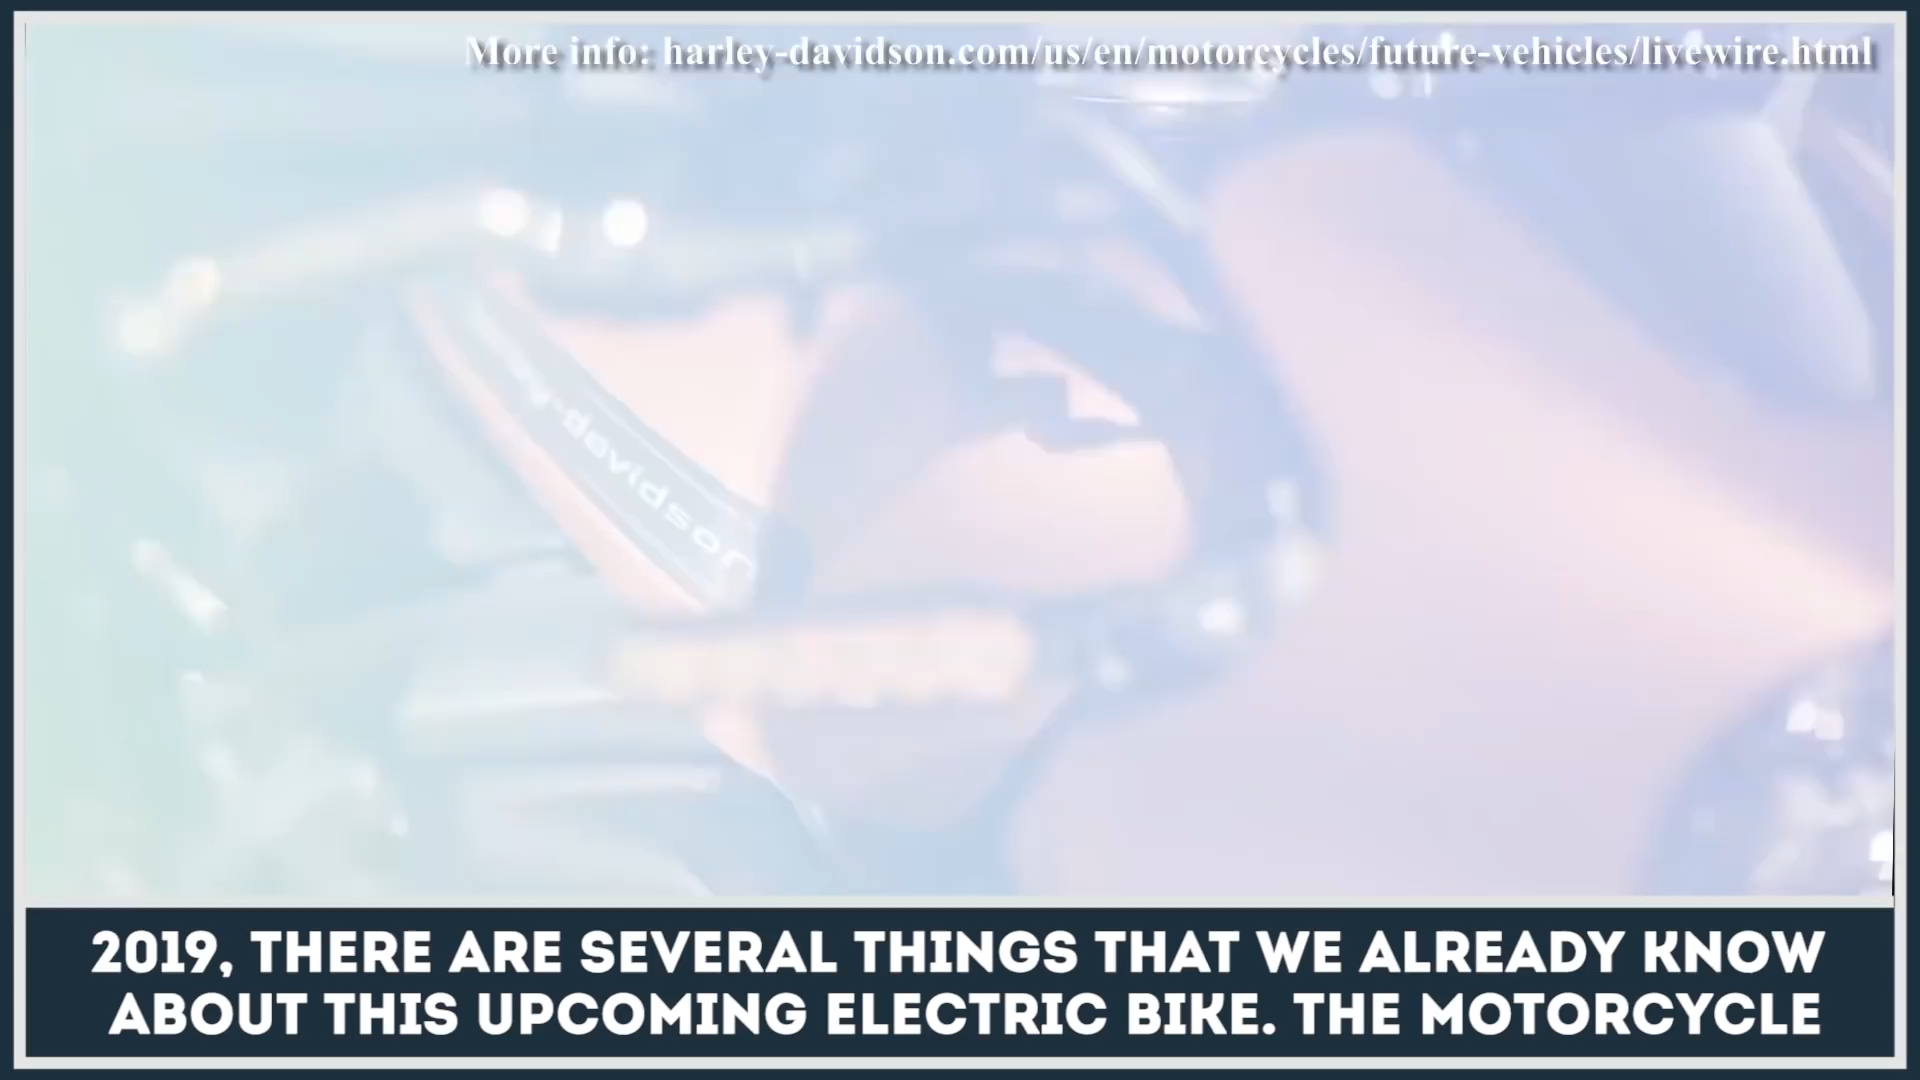 More info: harley-davidson.com/us/en/motorcycles/future-vehicles/livewire.html
-davidson
2019, THERE ARE SEVERAL THINGS THAT WE ALREADY KNOW
ABOUT THIS UPCOMING ELECTRIC BIKE. THE MOTORCYCLE